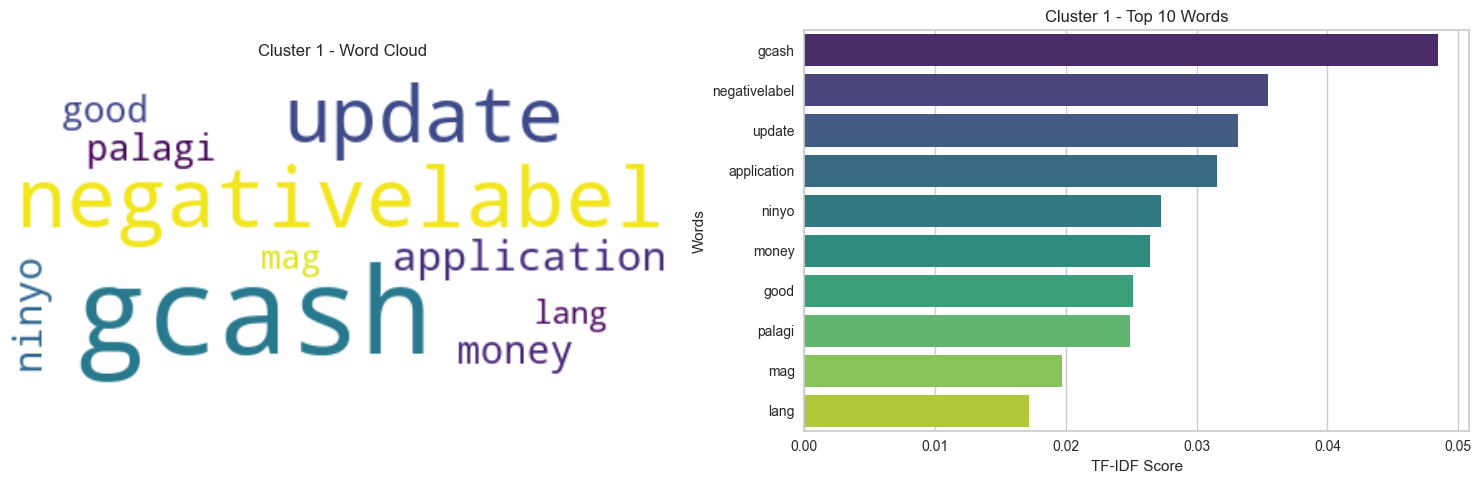 Cluster 1 - Word Cloud
good
update
palagi
negativelabel
mag
application
ninyo
gcash
lang
money
Cluster 1 - Top 10 Words
Words
gcash
negativelabel
update
application
ninyo
money
good
palagi
mag
lang
0.00 0.01 0.02 0.03 0.04 0.05
TF-IDF Score